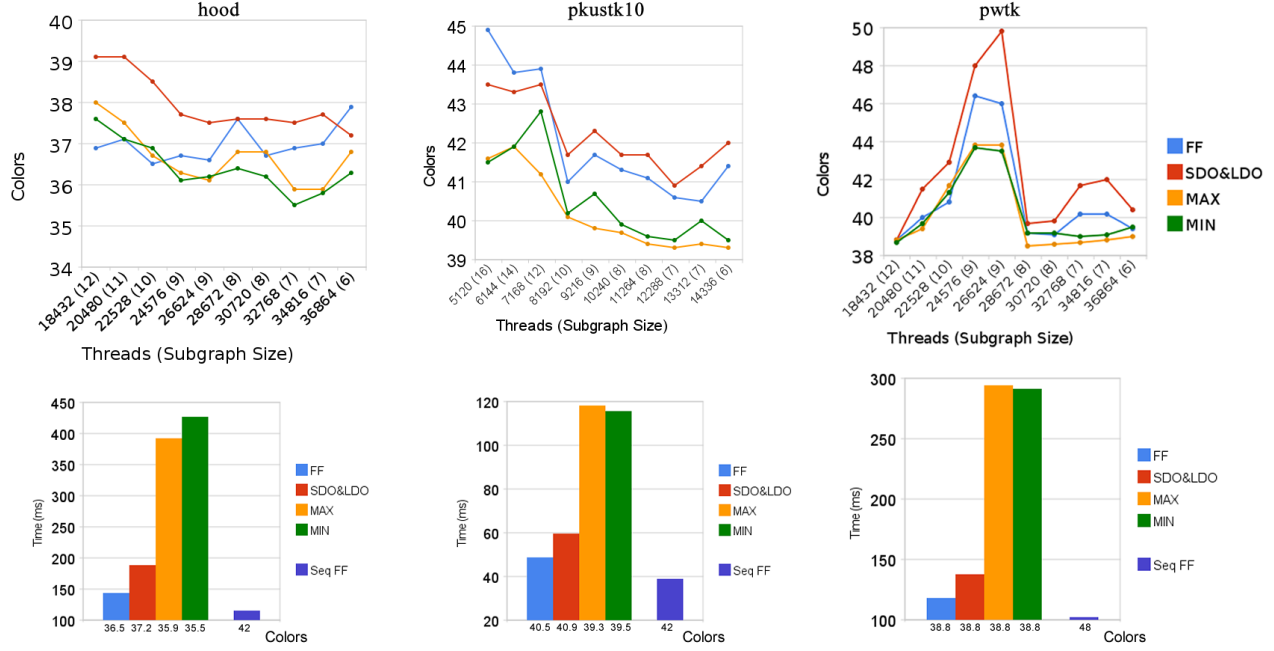 hood
40
39
38
37
36
35
34
Colors
18432 (12)
20480 (11)
22528 (10)
24576 (9)
26624 (9)
28672 (8)
30720 (8)
32768 (7)
34816 (7)
36864 (6)
Threads (Subgraph Size)
pkustk10
45
44
43
42
41
40
39
Colors
5120 (16)
6144 (14)
7168 (12)
8192 (10)
9216 (9)
10240 (8)
11264 (8)
12288 (7)
13312 (7)
14336 (6)
Threads (Subgraph Size)
pwtk
50
48
46
44
42
40
38
Colors
18432 (12)
20480 (11)
22528 (10)
24576 (9)
26624 (9)
28672 (8)
30720 (8)
32768 (7)
34816 (7)
36864 (6)
Threads (Subgraph Size)
FF
SDO&LDO
MAX
MIN
450
400
350
300
250
200
150
100
Time (ms)
36.5 37.2 35.9 35.5 42
Colors
FF
SDO&LDO
MAX
MIN
Seq FF
120
100
80
60
40
20
Time (ms)
40.5 40.9 39.3 39.5 42
Colors
FF
SDO&LDO
MAX
MIN
Seq FF
300
250
200
150
100
Time (ms)
38.8 38.8 38.8 38.8 48
Colors
FF
SDO&LDO
MAX
MIN
Seq FF